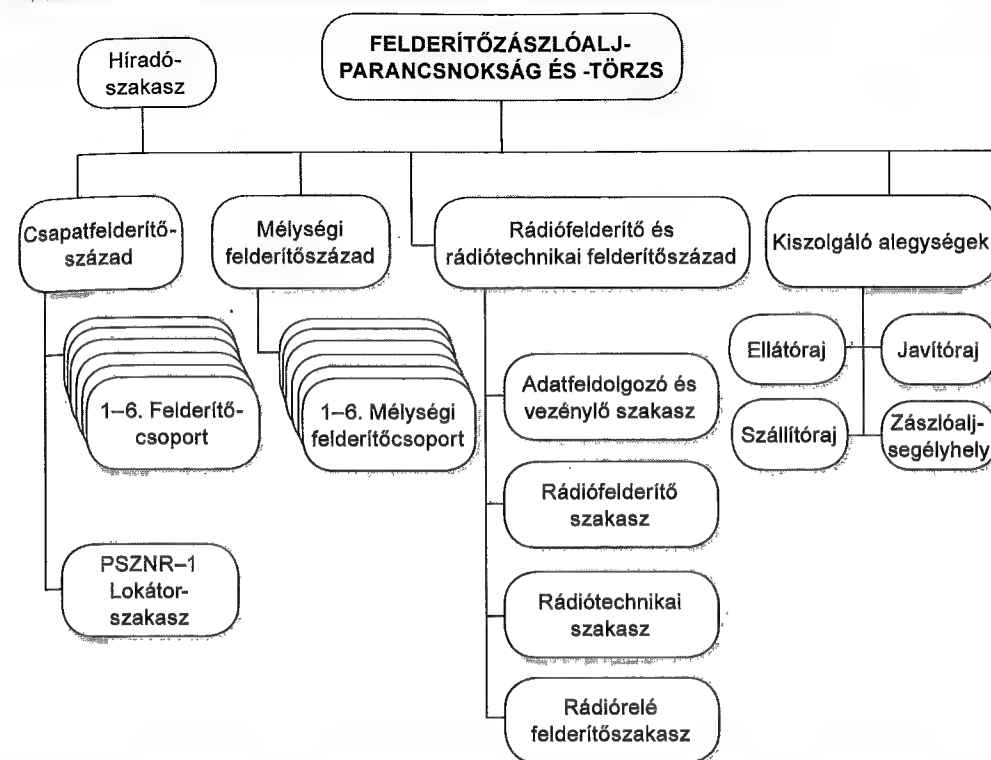 FELDERÍTŐZÁSZLÓALJ-
PARANCSNOKSÁG ÉS -TÖRZS
Híradó-
szakasz
Csapatfelderítő-
század
Mélységi
felderítőszázad
Rádiófelderítő és
rádiótechnikai felderítőszázad
Kiszolgáló alegységek
1–6. Felderítő-
csoport
PSZNR–1
Lokátor-
szakasz
1–6. Mélységi
felderítőcsoport
Adatfeldolgozó és
vezénylő szakasz
Rádiófelderítő
szakasz
Rádiótechnikai
szakasz
Rádiórelé
felderítőszakasz
Ellátóraj
Javítóraj
Szállítóraj
Zászlóalj-
segélyhely